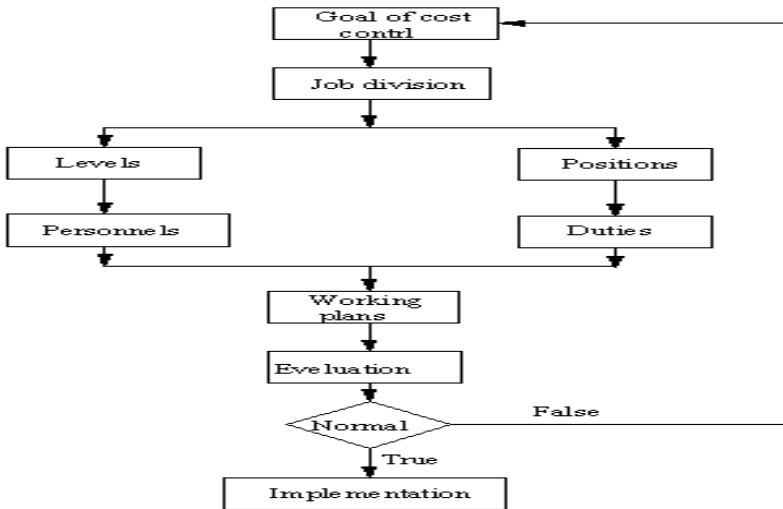 Goal of cost
contrl
Job division
Levels
Positions
Personnels
Duties
Working
plans
Eveluation
Normal
False
True
Implementation